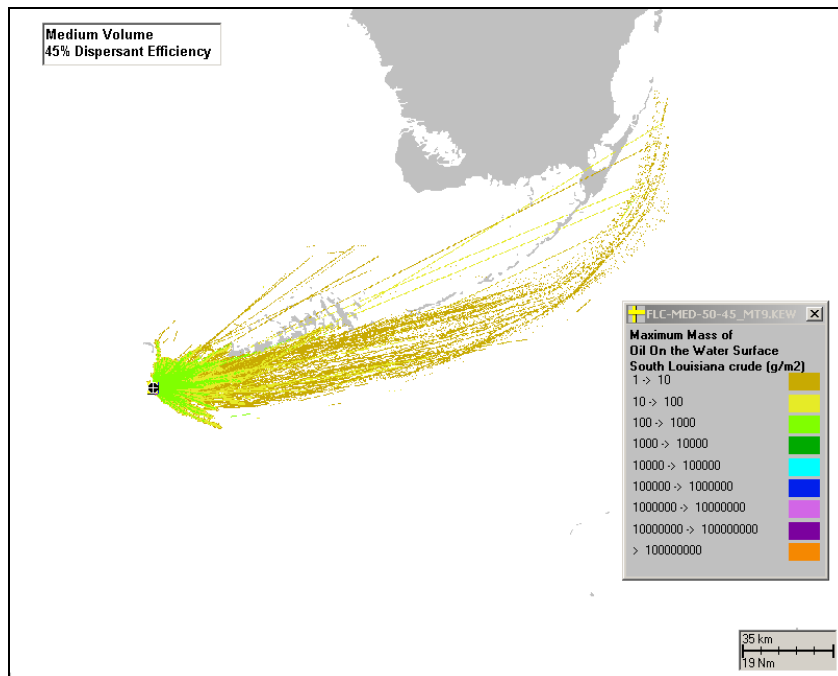 Medium Volume
45% Dispersant Efficiency
FLC-MED-50-45_MT9.KEW
Maximum Mass of
Oil On the Water Surface
South Louisiana crude (g/m2)
1 -> 10
10 -> 100
100 -> 1000
1000 -> 10000
10000 -> 100000
100000 -> 1000000
1000000 -> 10000000
10000000 -> 100000000
> 100000000
35 km
19 Nm